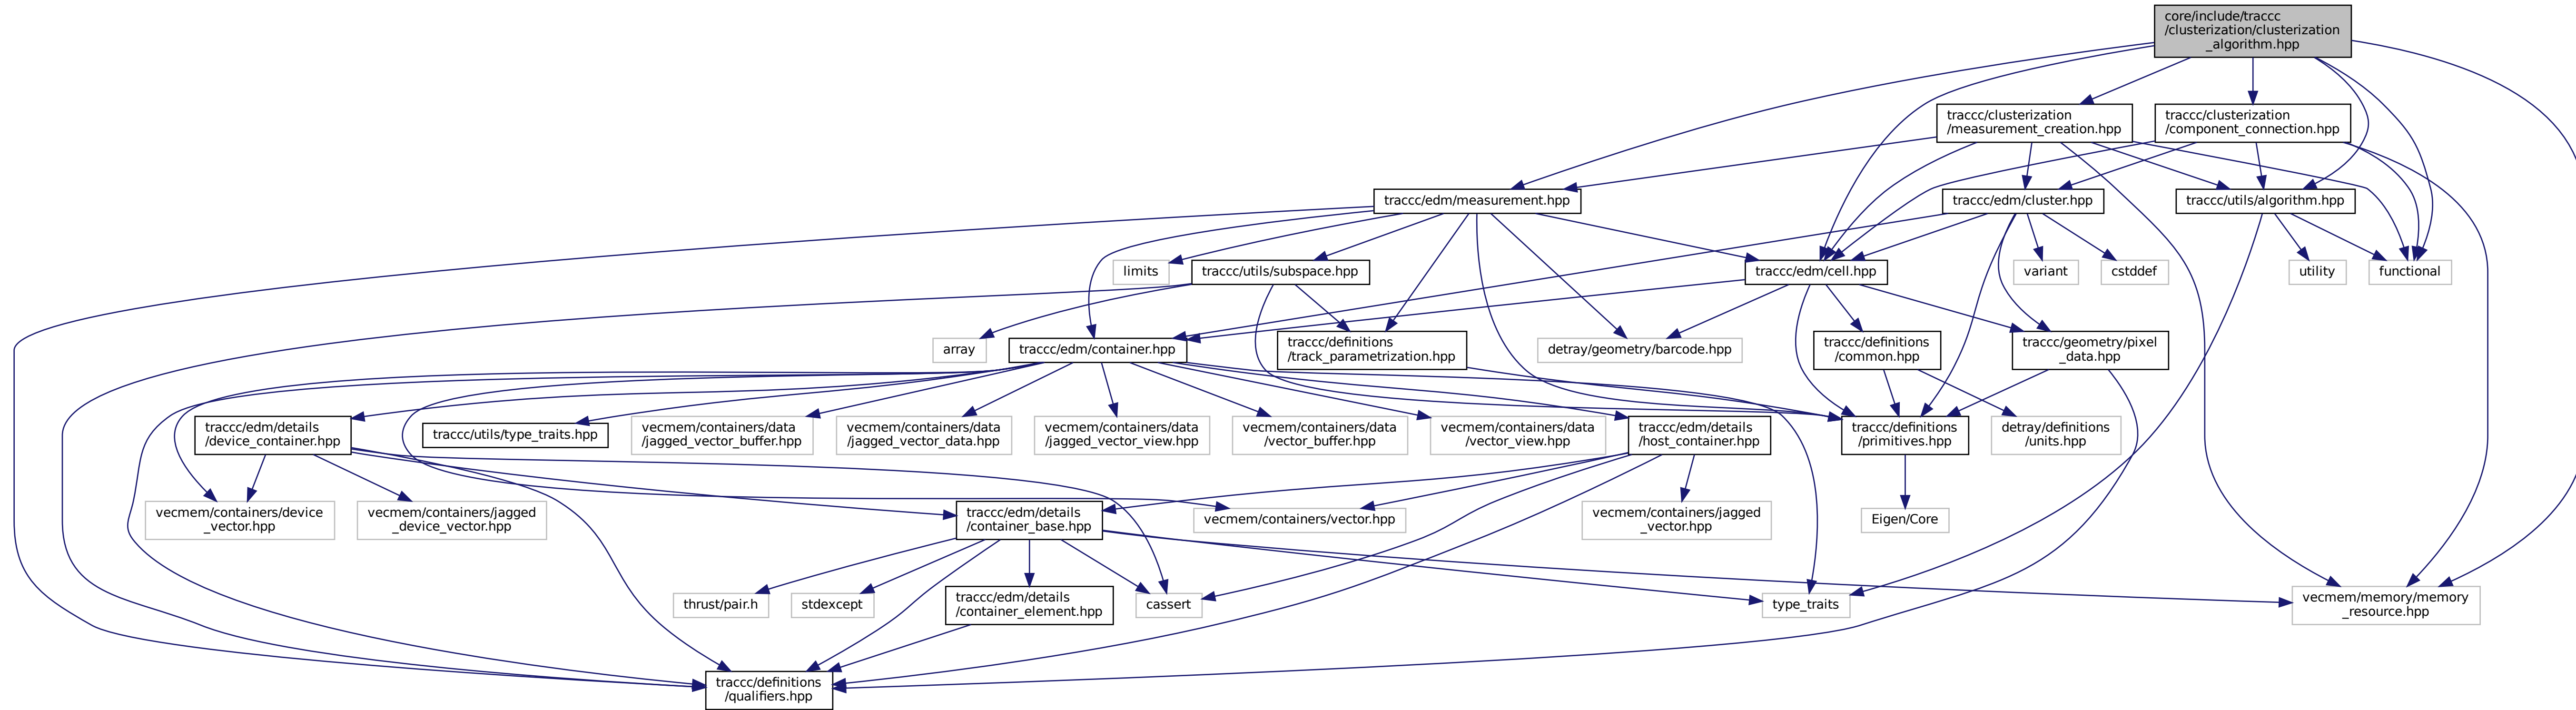 core/include/traccc
/clusterization/clusterization
_algorithm.hpp
traccc/clusterization
/measurement_creation.hpp
traccc/clusterization
/component_connection.hpp
traccc/edm/measurement.hpp
traccc/edm/cluster.hpp
traccc/utils/algorithm.hpp
limits
traccc/utils/subspace.hpp
traccc/edm/cell.hpp
variant
cstddef
utility
functional
array
traccc/edm/container.hpp
traccc/definitions
/track_parametrization.hpp
detray/geometry/barcode.hpp
traccc/definitions
/common.hpp
traccc/geometry/pixel
_data.hpp
traccc/edm/details
/device_container.hpp
traccc/utils/type_traits.hpp
vecmem/containers/data
/jagged_vector_buffer.hpp
vecmem/containers/data
/jagged_vector_data.hpp
vecmem/containers/data
/jagged_vector_view.hpp
vecmem/containers/data
/vector_buffer.hpp
vecmem/containers/data
/vector_view.hpp
traccc/edm/details
/host_container.hpp
traccc/definitions
/primitives.hpp
detray/definitions
/units.hpp
vecmem/containers/device
_vector.hpp
vecmem/containers/jagged
_device_vector.hpp
traccc/edm/details
/container_base.hpp
vecmem/containers/vector.hpp
vecmem/containers/jagged
_vector.hpp
Eigen/Core
thrust/pair.h
stdexcept
traccc/edm/details
/container_element.hpp
cassert
type_traits
vecmem/memory/memory
_resource.hpp
traccc/definitions
/qualifiers.hpp